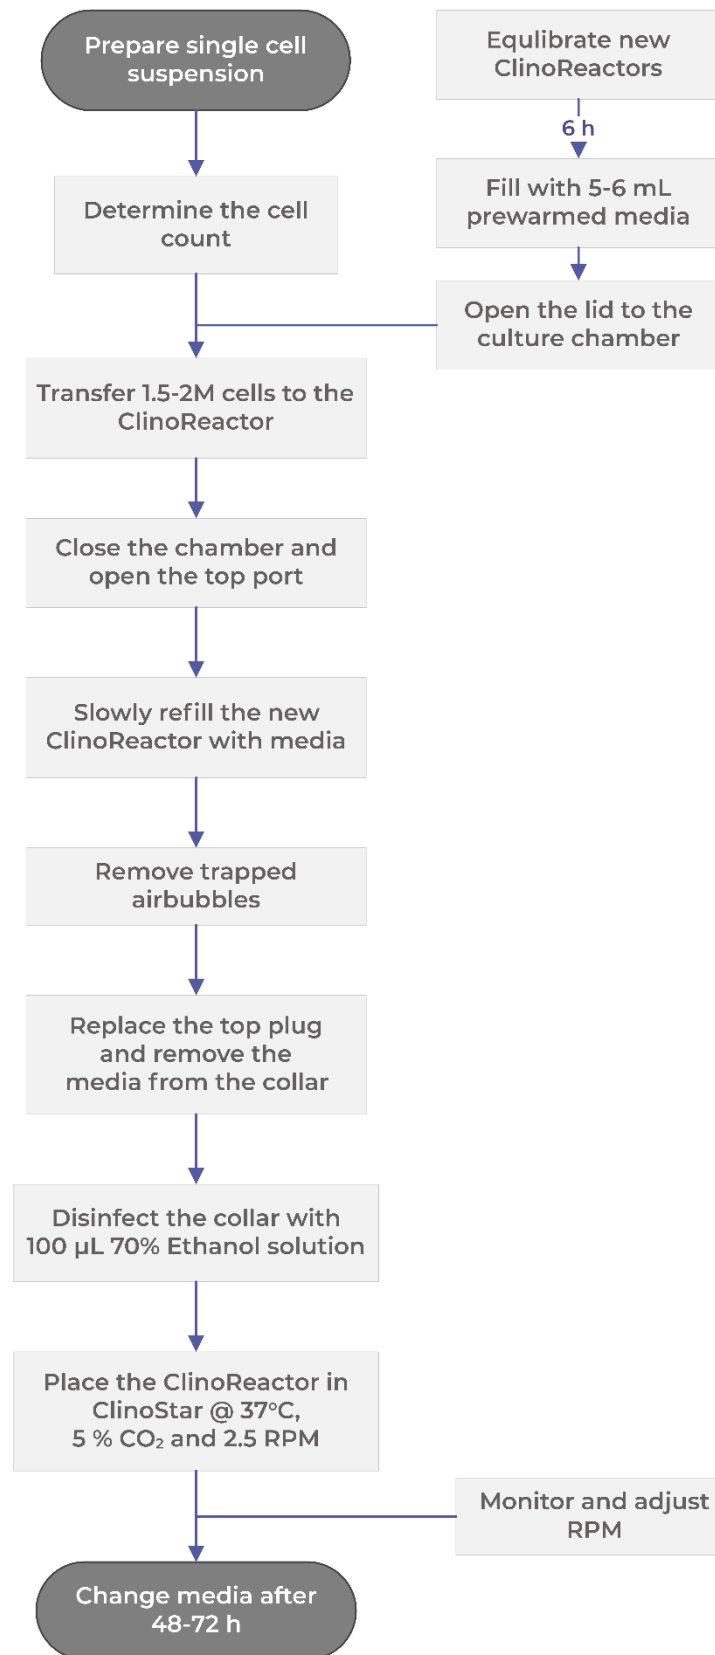 Prepare single cell
suspension
Equlibrate new
ClinoReactors
6 h
Determine the cell
count
Fill with 5-6 mL
prewarmed media
Open the lid to the
culture chamber
Transfer 1.5-2M cells to the
ClinoReactor
Close the chamber and
open the top port
Slowly refill the new
ClinoReactor with media
Remove trapped
airbubbles
Replace the top plug
and remove the
media from the collar
Disinfect the collar with
100 µL 70% Ethanol solution
Place the ClinoReactor in
ClinoStar @ 37°C,
5 % CO₂ and 2.5 RPM
Monitor and adjust
RPM
Change media after
48-72 h